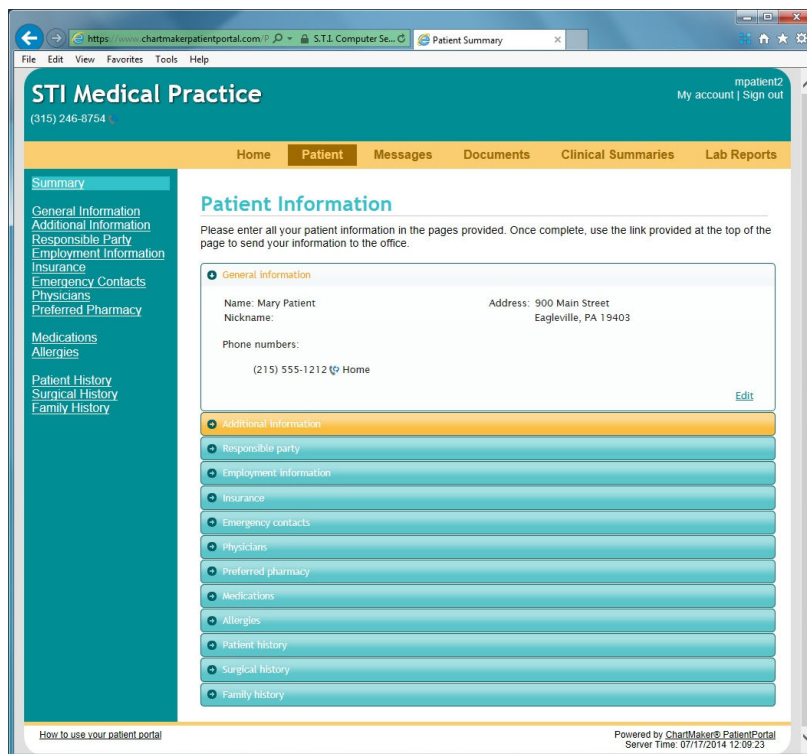 https://www.chartmakerpatientportal.com/P
S.T.I. Computer Se...
Patient Summary
File Edit View Favorites Tools Help
STI Medical Practice
(315) 246-8754
mpatient2
My account | Sign out
Home Patient Messages Documents Clinical Summaries Lab Reports
Summary
General Information
Additional Information
Responsible Party
Employment Information
Insurance
Emergency Contacts
Physicians
Preferred Pharmacy
Medications
Allergies
Patient History
Surgical History
Family History
Patient Information
Please enter all your patient information in the pages provided. Once complete, use the link provided at the top of the
page to send your information to the office.
General information
Name: Mary Patient
Nickname:
Address: 900 Main Street
Eagleville, PA 19403
Phone numbers:
(215) 555-1212 Home
Edit
Additional information
Responsible party
Employment information
Insurance
Emergency contacts
Physicians
Preferred pharmacy
Medications
Allergies
Patient history
Surgical history
Family history
How to use your patient portal
Powered by ChartMaker® PatientPortal
Server Time: 07/17/2014 12:09:23